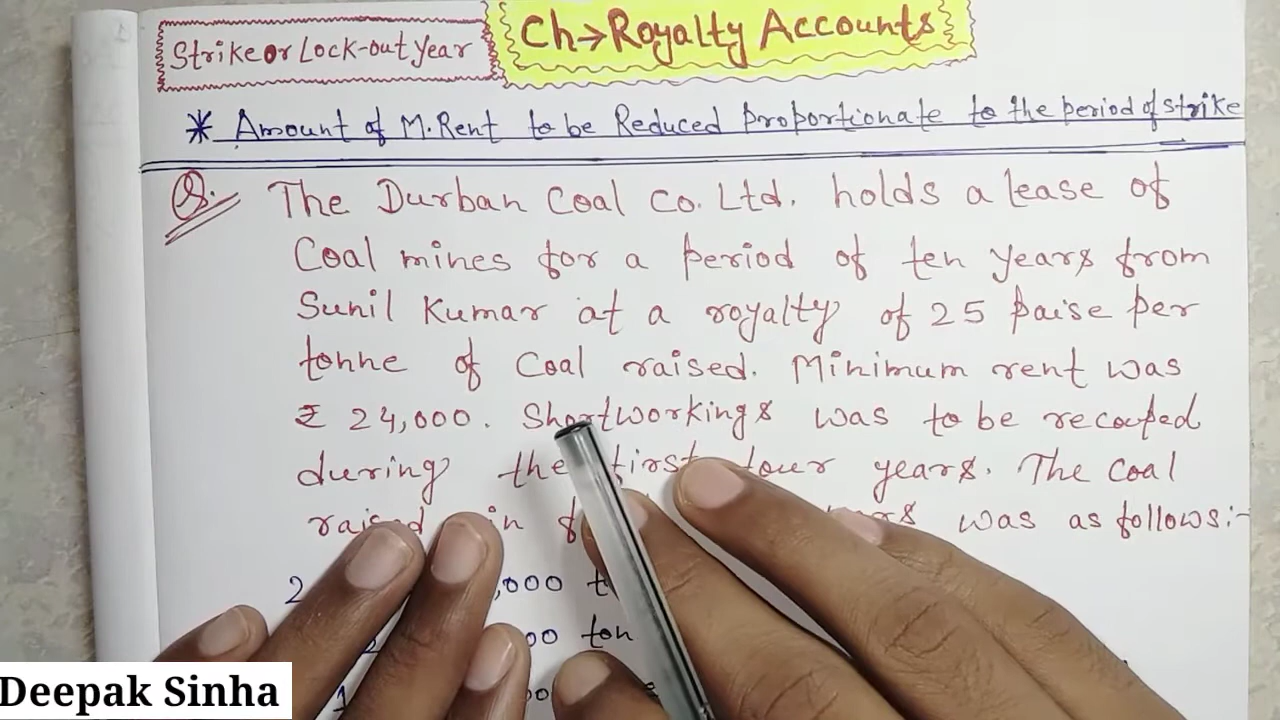 Strike or Lock-out Year
Ch→Royalty Accounts
* Amount of M.Rent to be Reduced proportionate to the period of strike
Q. The Durban Coal Co. Ltd. holds a lease of
Coal mines for a period of ten years from
Sunil Kumar at a royalty of 25 paise per
tonne of Coal raised. Minimum rent was
₹ 24,000. Shortworkings was to be recouped
during the first four years. The coal
raised in was as follows:-
Deepak Sinha